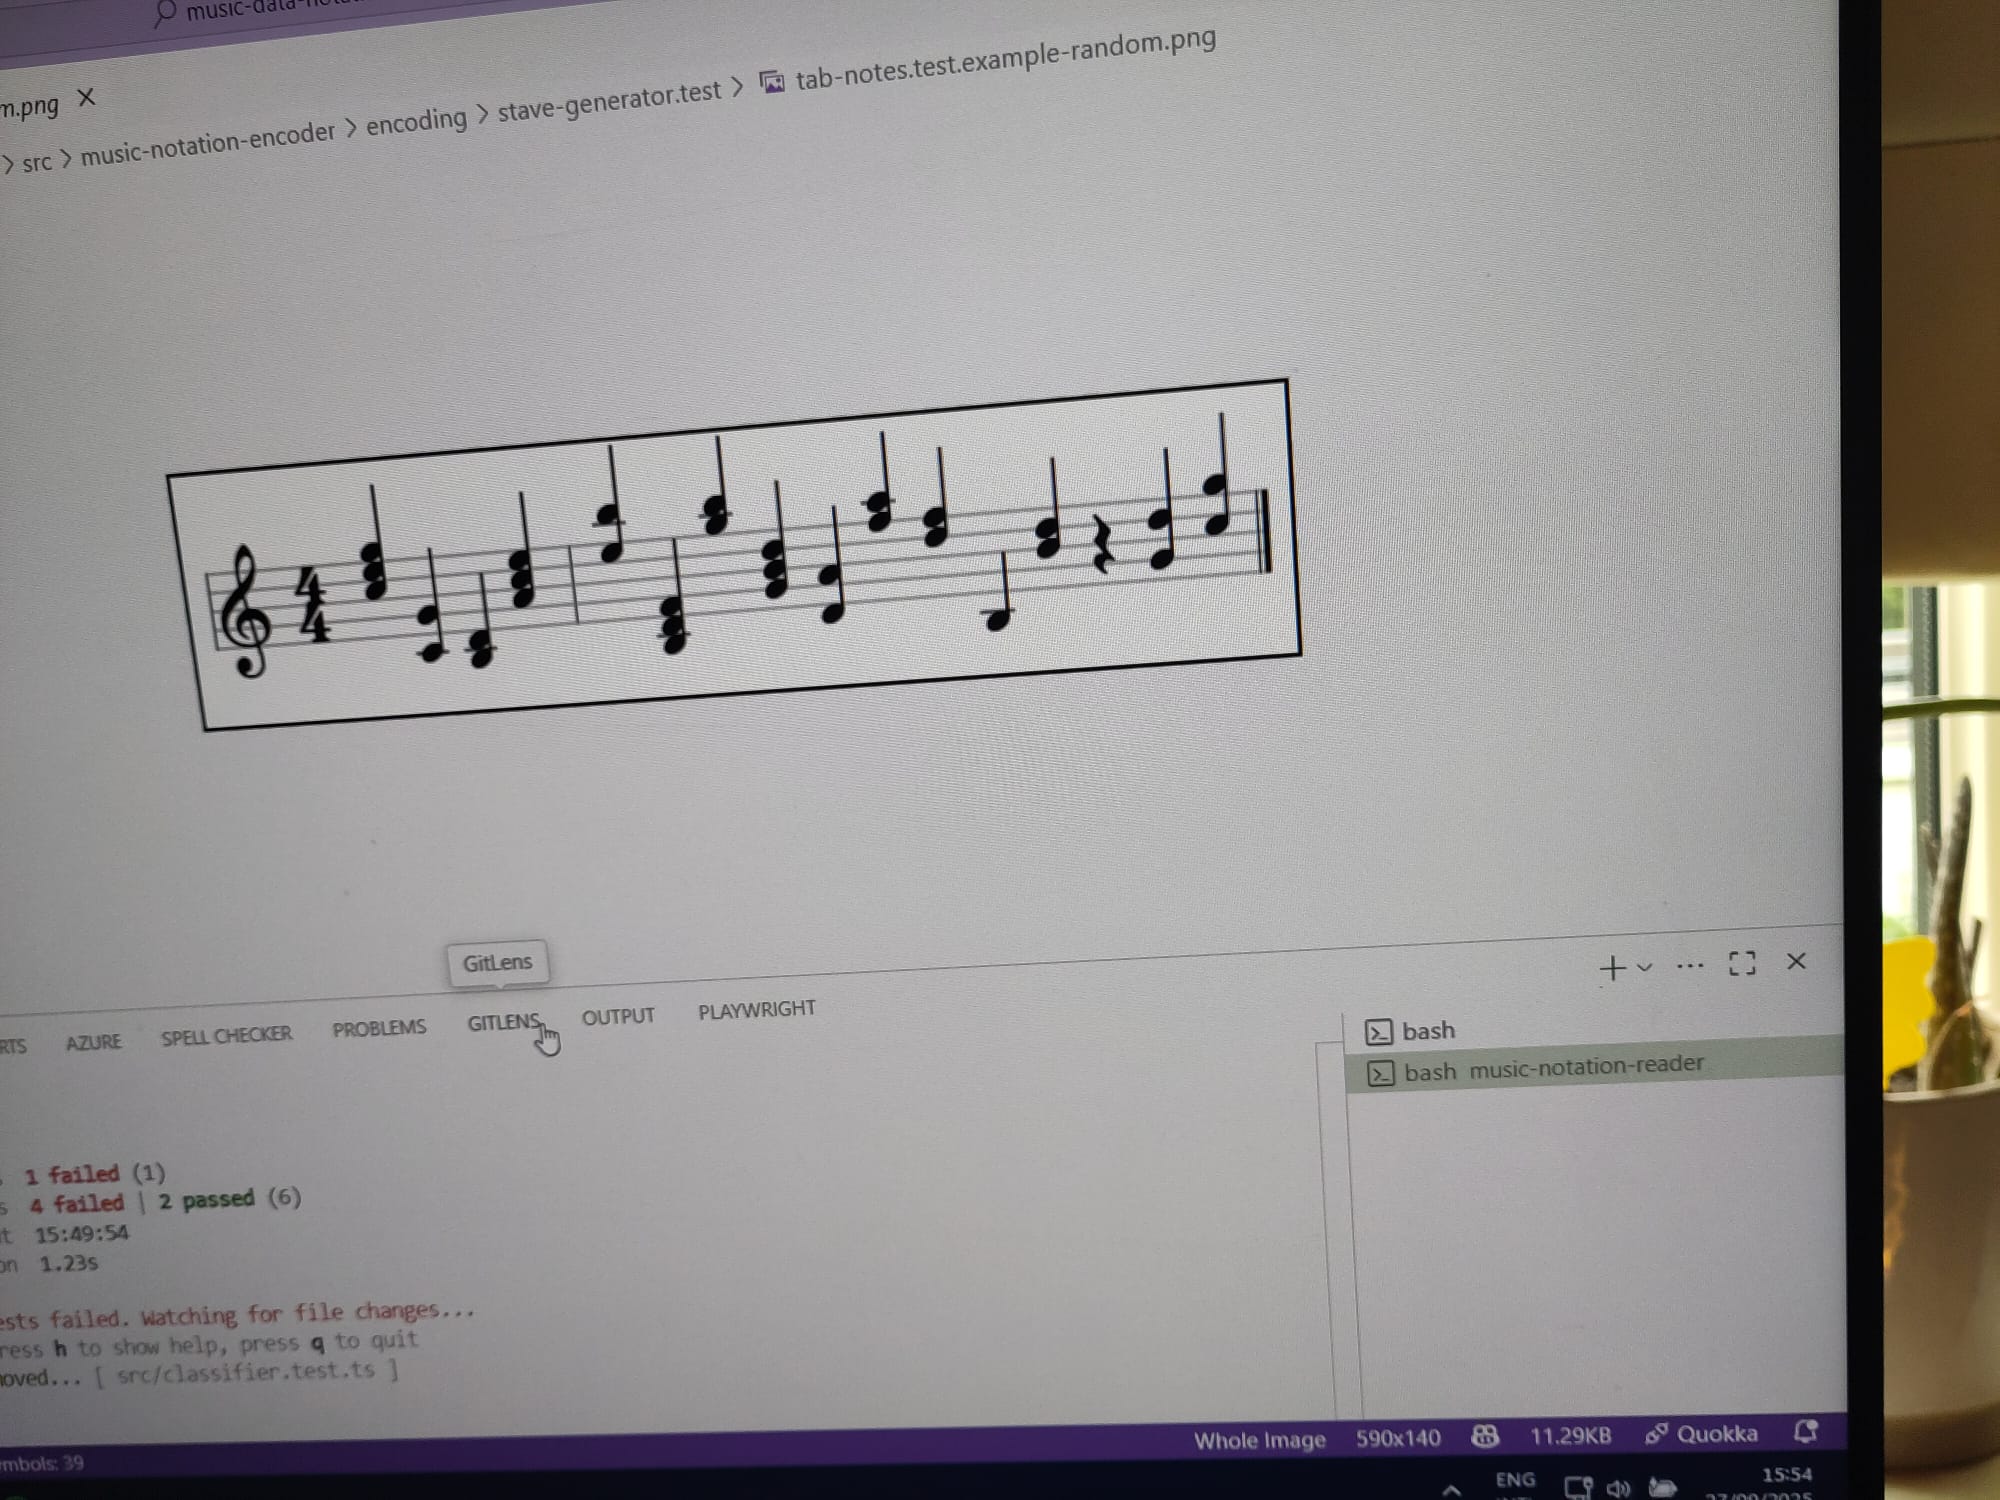 music-data-
m.png ×
> src > music-notation-encoder > encoding > stave-generator.test > tab-notes.test.example-random.png
4
4
GitLens
RTS AZURE SPELL CHECKER PROBLEMS GITLENS OUTPUT PLAYWRIGHT
bash
bash music-notation-reader
1 failed (1)
s 4 failed | 2 passed (6)
t 15:49:54
on 1.23s
ests failed. Watching for file changes...
ress h to show help, press q to quit
oved... [ src/classifier.test.ts ]
mbols: 39 Whole Image 590x140 11.29KB Quokka
ENG 15:54